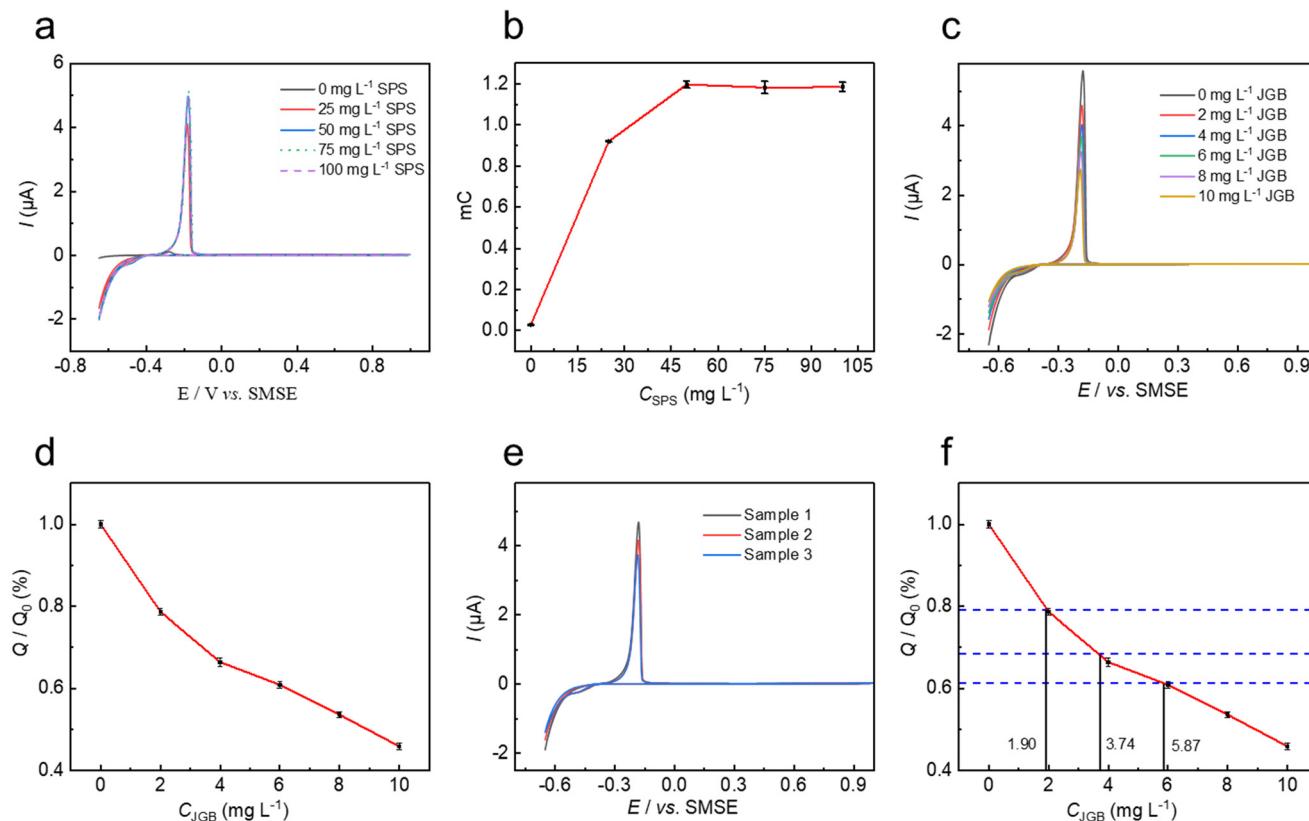 a
6
4
2
0
-2
-0.8
-0.4
0.0
0.4
0.8
I (µA)
E / V vs. SMSE
0 mg L⁻¹ SPS
25 mg L⁻¹ SPS
50 mg L⁻¹ SPS
75 mg L⁻¹ SPS
100 mg L⁻¹ SPS
b
1.2
1.0
0.8
0.6
0.4
0.2
0.0
0
15
30
45
60
75
90
105
mC
C_SPS (mg L⁻¹)
c
4
2
0
-2
-0.6
-0.3
0.0
0.3
0.6
0.9
I (µA)
E / vs. SMSE
0 mg L⁻¹ JGB
2 mg L⁻¹ JGB
4 mg L⁻¹ JGB
6 mg L⁻¹ JGB
8 mg L⁻¹ JGB
10 mg L⁻¹ JGB
d
1.0
0.8
0.6
0.4
0
2
4
6
8
10
Q / Q₀ (%)
C_JGB (mg L⁻¹)
e
4
2
0
-2
-0.6
-0.3
0.0
0.3
0.6
0.9
I (µA)
E / vs. SMSE
Sample 1
Sample 2
Sample 3
f
1.0
0.8
0.6
0.4
0
2
4
6
8
10
Q / Q₀ (%)
C_JGB (mg L⁻¹)
1.90
3.74
5.87